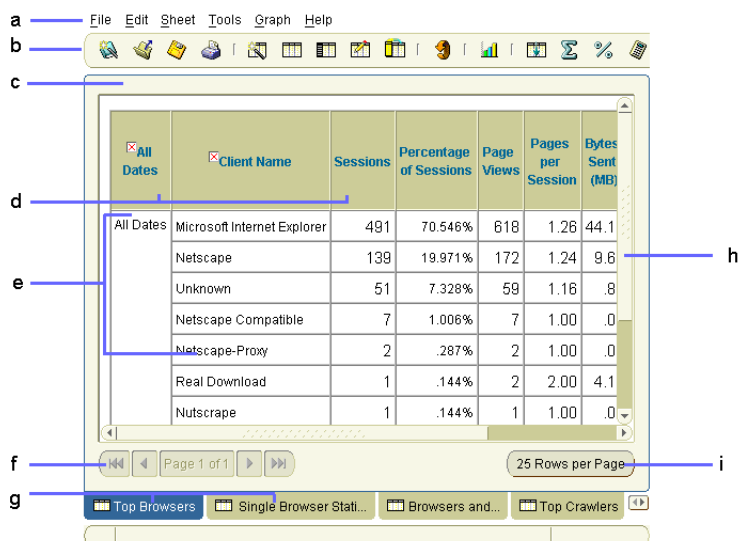 a File Edit Sheet Tools Graph Help
b
c
All Dates Client Name Sessions Percentage of Sessions Page Views Pages per Session Bytes Sent (MB)
d
All Dates Microsoft Internet Explorer 491 70.546% 618 1.26 44.1
Netscape 139 19.971% 172 1.24 9.6
h
e
Unknown 51 7.328% 59 1.16 .8
Netscape Compatible 7 1.006% 7 1.00 .0
Netscape-Proxy 2 .287% 2 1.00 .0
Real Download 1 .144% 2 2.00 4.1
Nutscrape 1 .144% 1 1.00 .0
f Page 1 of 1 25 Rows per Page i
g
Top Browsers Single Browser Stati... Browsers and... Top Crawlers